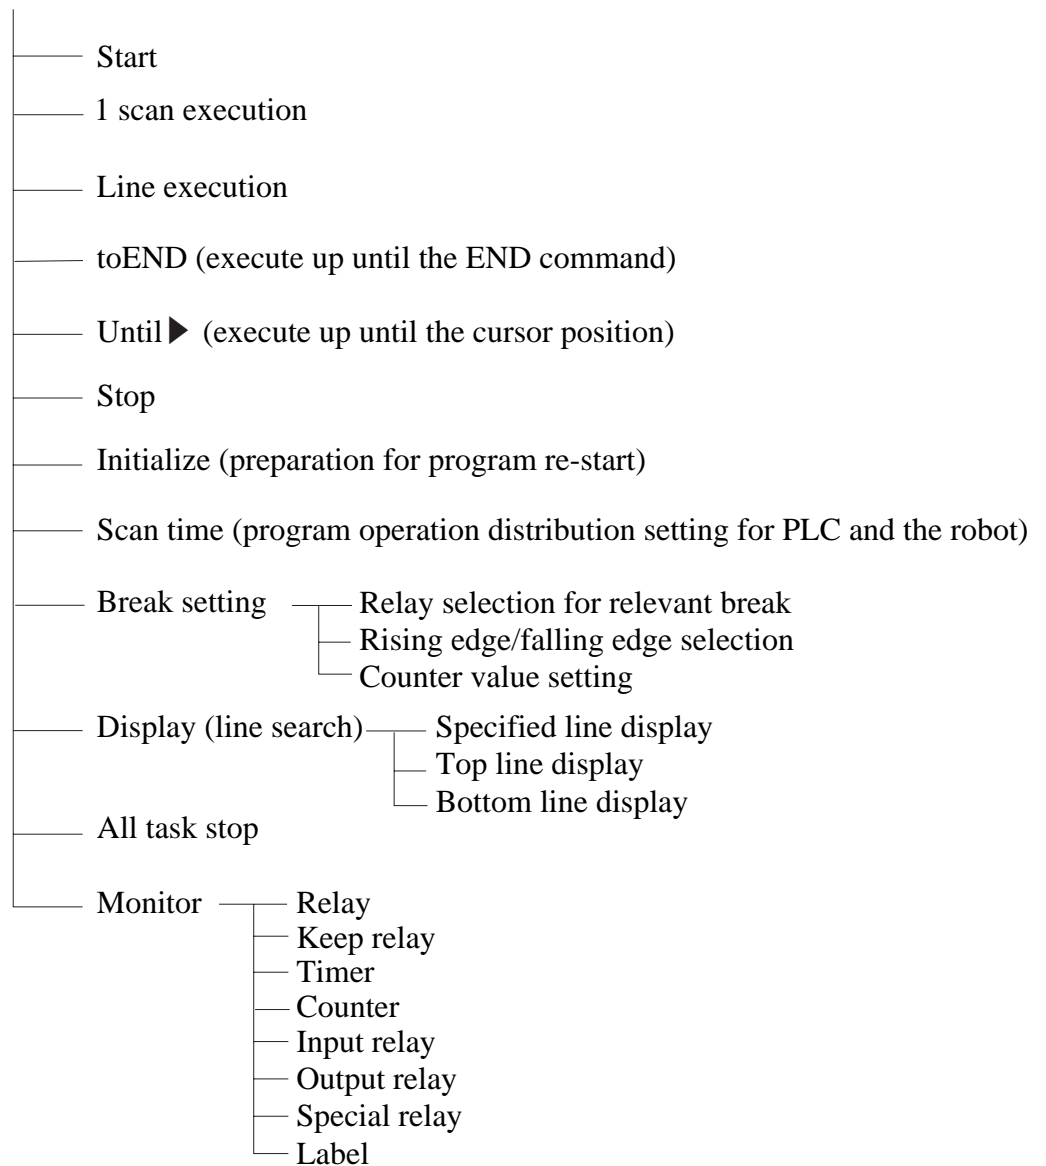 Start
1 scan execution
Line execution
toEND (execute up until the END command)
Until▶ (execute up until the cursor position)
Stop
Initialize (preparation for program re-start)
Scan time (program operation distribution setting for PLC and the robot)
Break setting
Relay selection for relevant break
Rising edge/falling edge selection
Counter value setting
Display (line search)
Specified line display
Top line display
Bottom line display
All task stop
Monitor
Relay
Keep relay
Timer
Counter
Input relay
Output relay
Special relay
Label